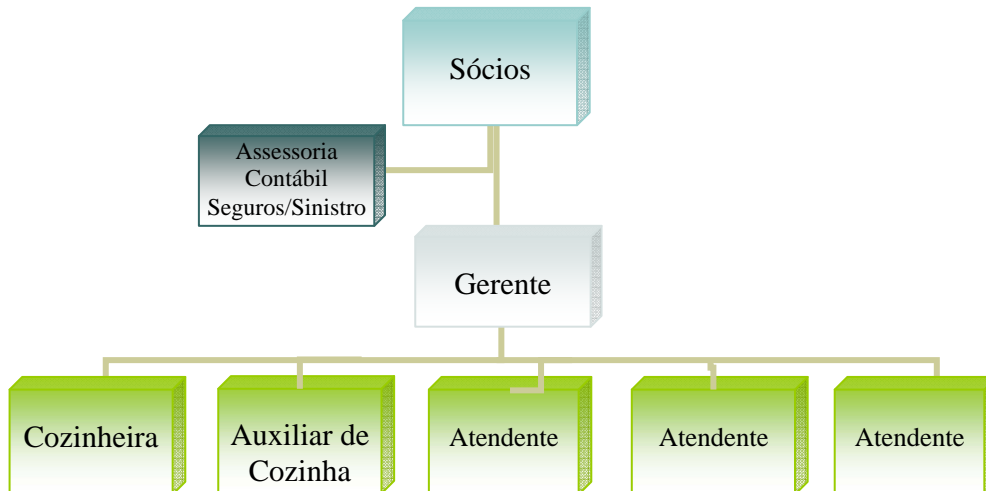 Sócios
Assessoria
Contábil
Seguros/Sinistro
Gerente
Cozinheira
Auxiliar de
Cozinha
Atendente
Atendente
Atendente